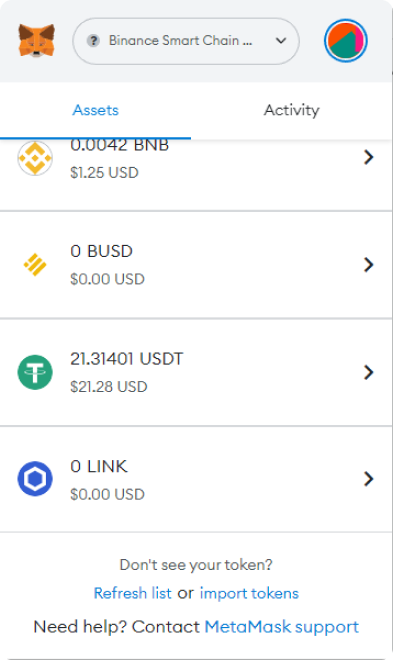 Binance Smart Chain ...
Assets Activity
0.0042 BNB
$1.25 USD
0 BUSD
$0.00 USD
21.31401 USDT
$21.28 USD
0 LINK
$0.00 USD
Don't see your token?
Refresh list or import tokens
Need help? Contact MetaMask support